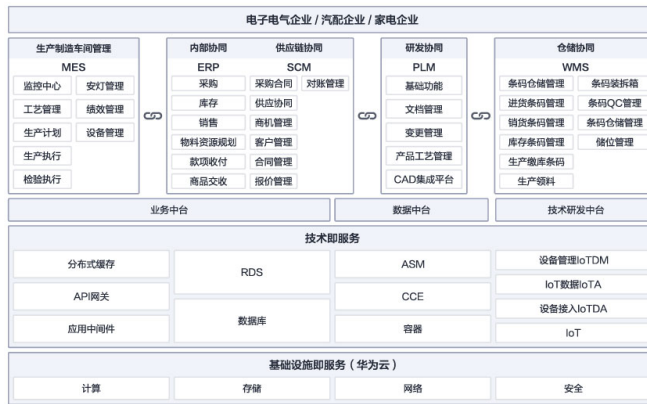 电子电气企业 / 汽配企业 / 家电企业
生产制造车间管理
MES
监控中心 安灯管理
工艺管理 绩效管理
生产计划 设备管理
生产执行
检验执行
内部协同 供应链协同
ERP SCM
采购 采购合同 对账管理
库存 供应协同
销售 商机管理
物料资源规划 客户管理
款项收付 合同管理
商品交收 报价管理
研发协同
PLM
基础功能
文档管理
变更管理
产品工艺管理
CAD集成平台
仓储协同
WMS
条码仓储管理 条码装拆箱
进货条码管理 条码QC管理
销货条码管理 条码仓储管理
库存条码管理 储位管理
生产缴库条码
生产领料
业务中台 数据中台 技术研发中台
技术即服务
分布式缓存
API网关
应用中间件
RDS
数据库
ASM
CCE
容器
设备管理IoTDM
IoT数据IoTA
设备接入IoTDA
IoT
基础设施即服务（华为云）
计算 存储 网络 安全